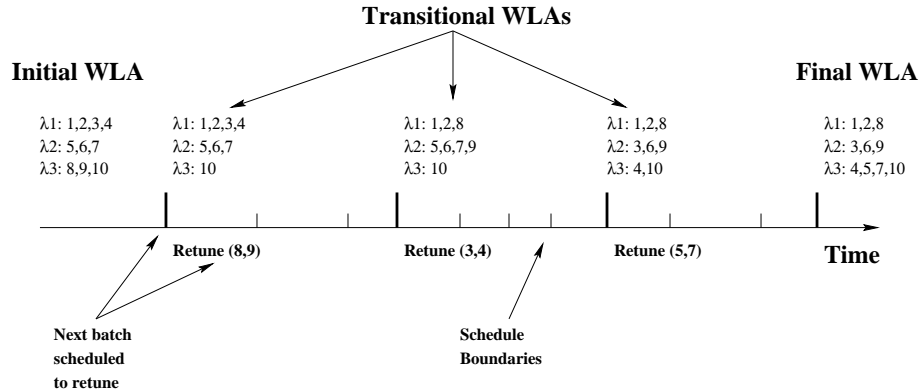 Transitional WLAs
Initial WLA
Final WLA
λ1: 1,2,3,4
λ2: 5,6,7
λ3: 8,9,10
λ1: 1,2,3,4
λ2: 5,6,7
λ3: 10
λ1: 1,2,8
λ2: 5,6,7,9
λ3: 10
λ1: 1,2,8
λ2: 3,6,9
λ3: 4,10
λ1: 1,2,8
λ2: 3,6,9
λ3: 4,5,7,10
Retune (8,9)
Retune (3,4)
Retune (5,7)
Time
Next batch
scheduled
to retune
Schedule
Boundaries